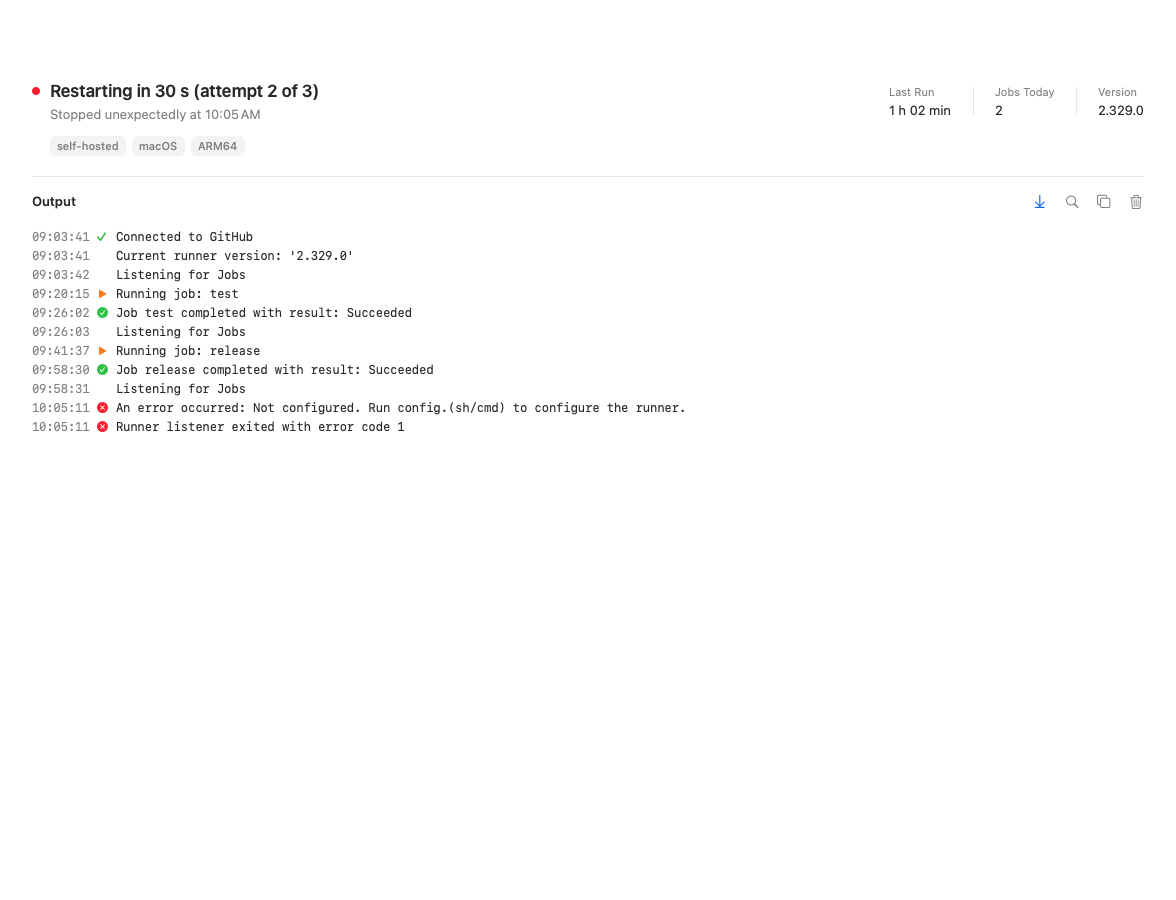 Restarting in 30 s (attempt 2 of 3)
Stopped unexpectedly at 10:05 AM
self-hosted macOS ARM64
Last Run Jobs Today Version
1 h 02 min 2 2.329.0
Output
09:03:41 Connected to GitHub
09:03:41 Current runner version: '2.329.0'
09:03:42 Listening for Jobs
09:20:15 Running job: test
09:26:02 Job test completed with result: Succeeded
09:26:03 Listening for Jobs
09:41:37 Running job: release
09:58:30 Job release completed with result: Succeeded
09:58:31 Listening for Jobs
10:05:11 An error occurred: Not configured. Run config.(sh/cmd) to configure the runner.
10:05:11 Runner listener exited with error code 1